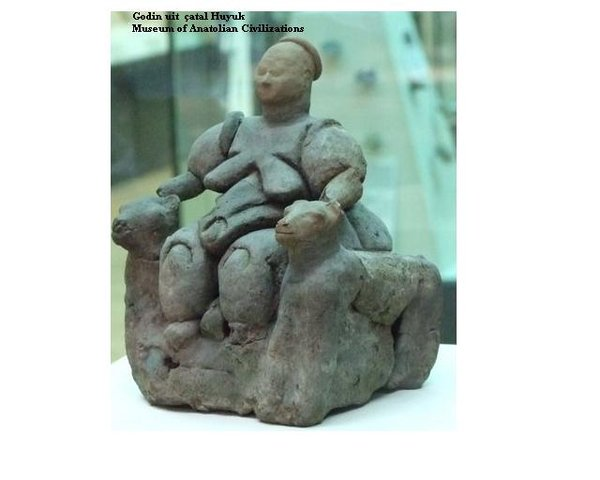 Godin uit çatal Huyuk
Museum of Anatolian Civilizations